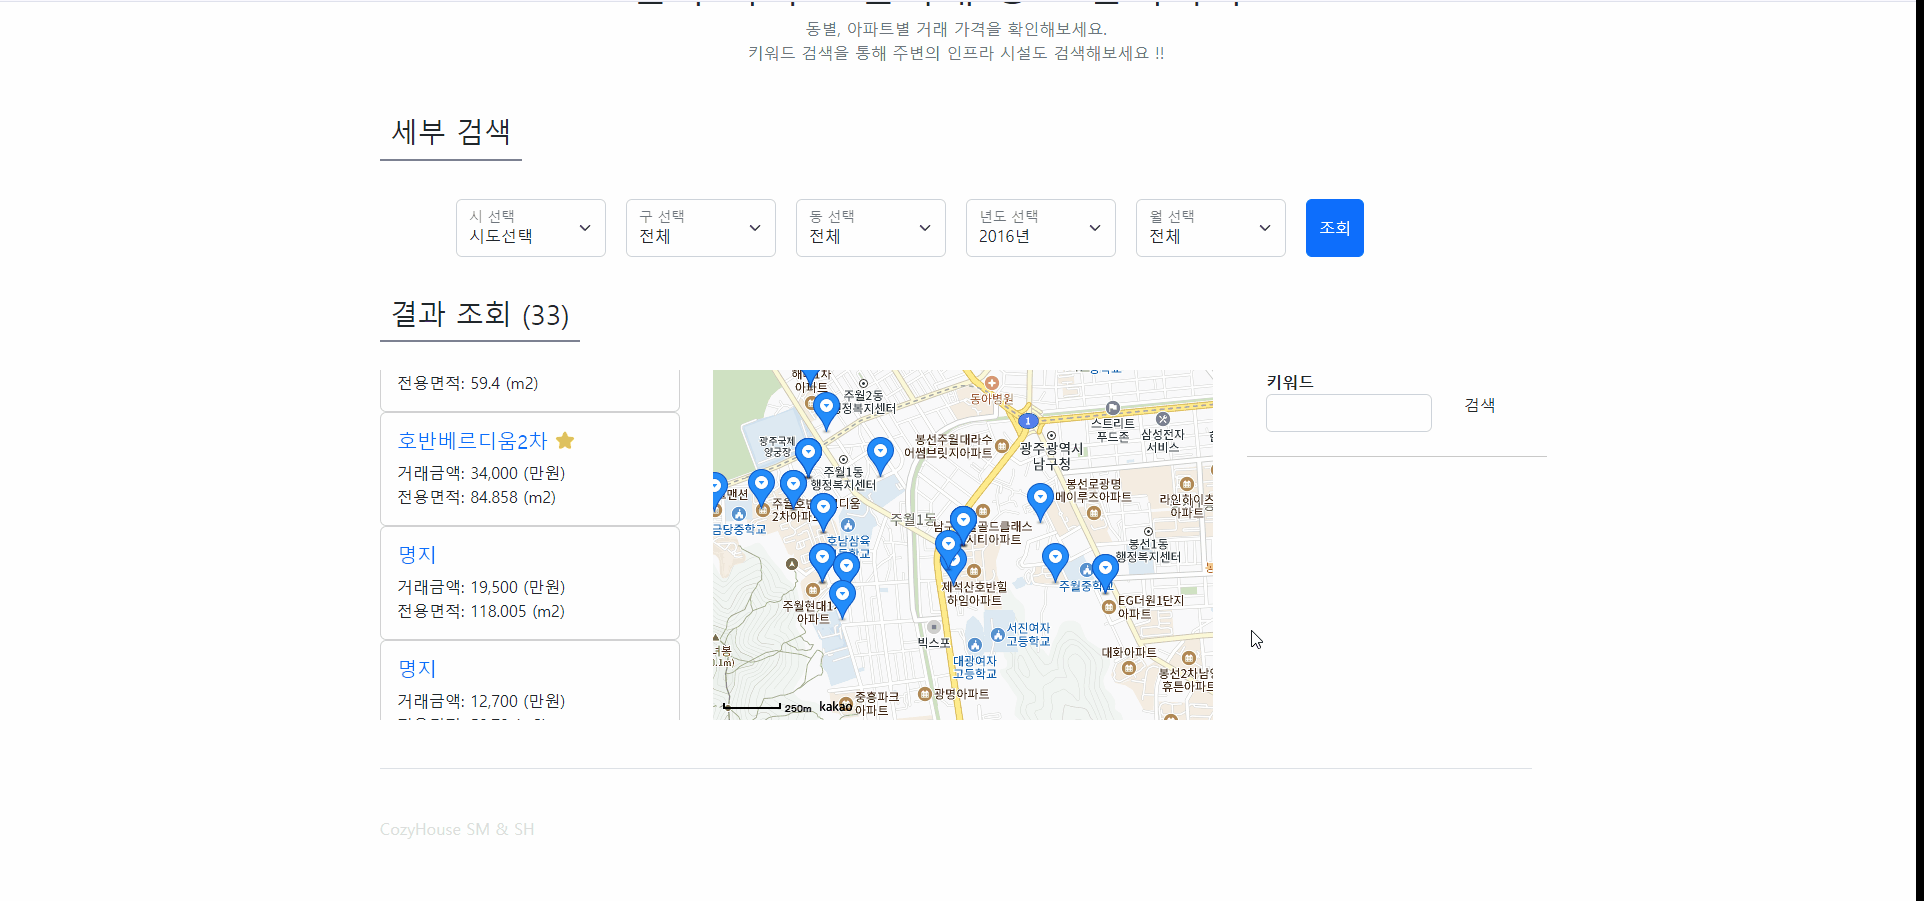 동별, 아파트별 거래 가격을 확인해보세요.
키워드 검색을 통해 주변의 인프라 시설도 검색해보세요 !!
세부 검색
시 선택
시도선택
구 선택
전체
동 선택
전체
년도 선택
2016년
월 선택
전체
조회
결과 조회 (33)
전용면적: 59.4 (m2)
호반베르디움2차
거래금액: 34,000 (만원)
전용면적: 84.858 (m2)
명지
거래금액: 19,500 (만원)
전용면적: 118.005 (m2)
명지
거래금액: 12,700 (만원)
아파트
주월2동
행정복지센터
동아병원
1
스트리트
푸드존
삼성전자
서비스
광주국제
양궁장
봉선주월대라수
어썸브릿지아파트
광주광역시
남구청
주월1동
행정복지센터
맨션
봉선로광명
메이루즈아파트
라인하이츠
아파트
금당중학교
2차아파트
주월1동
골드클래스
시티아파트
호남삼육
봉선1동
행정복지센터
제석산호반힐
하임아파트
주월중학교
주월현대1차
아파트
EG더원1단지
아파트
빅스포
서진여자
고등학교
대광여자
고등학교
대화아파트
봉선2차남양
휴튼아파트
중흥파크
아파트
광명아파트
250m
kakao
키워드
검색
CozyHouse SM & SH